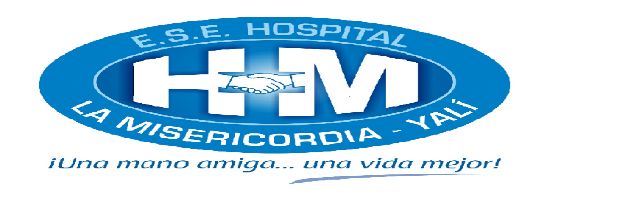 E.S.E. HOSPITAL
HM
LA MISERICORDIA - YALÍ
¡Una mano amiga... una vida mejor!